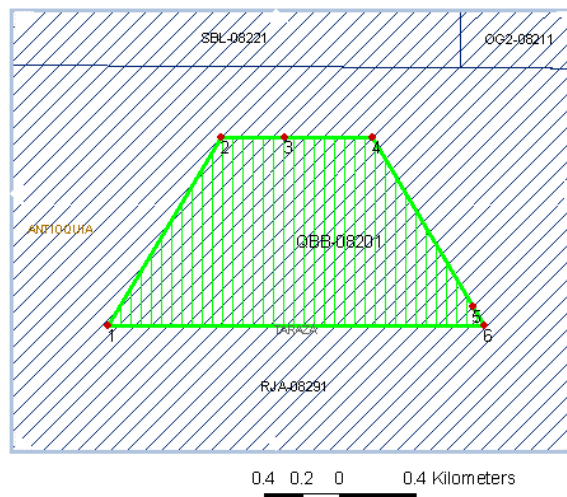 SBL-08221
OG2-08211
2
3
4
ANTIOQUIA
QBB-08201
5
1
TARAZA
6
RJA-08291
0.4 0.2 0 0.4 Kilometers